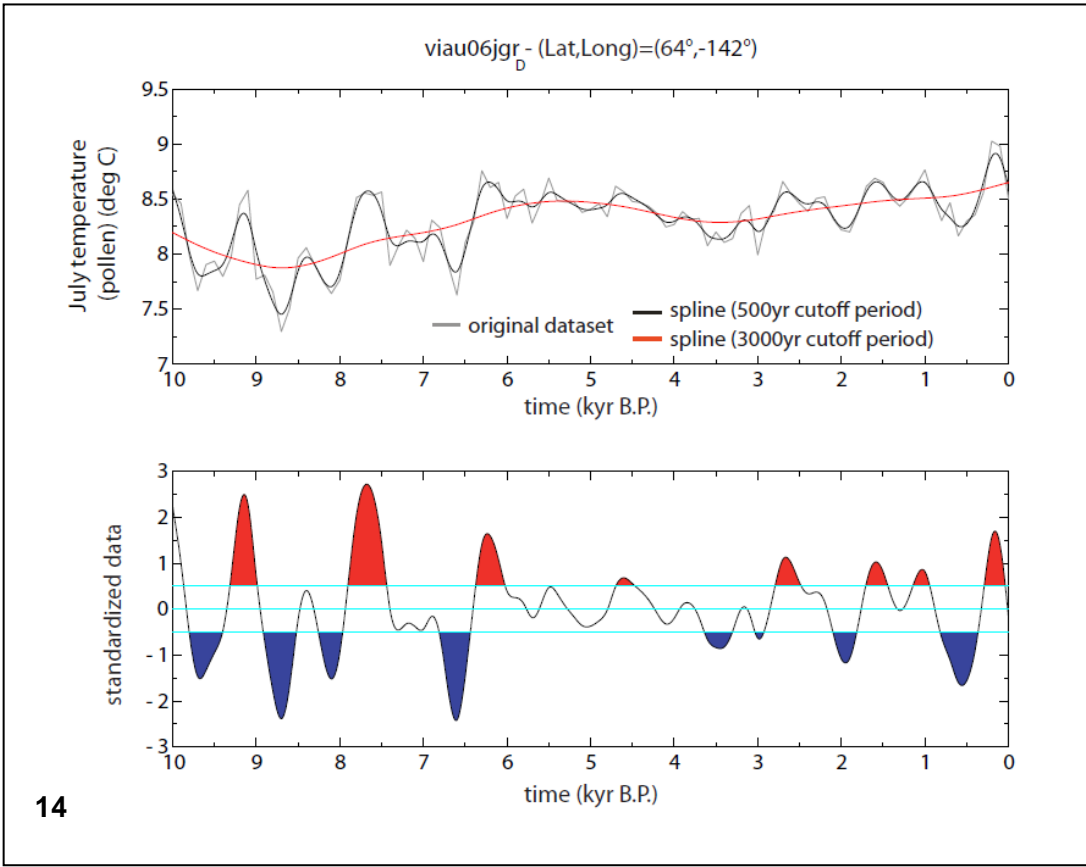 viau06jgr_D- (Lat,Long)=(64°,-142°)
July temperature
(pollen) (deg C)
9.5
9
8.5
8
7.5
7
original dataset
spline (500yr cutoff period)
spline (3000yr cutoff period)
10 9 8 7 6 5 4 3 2 1 0
time (kyr B.P.)
standardized data
3
2
1
0
- 1
- 2
- 3
10 9 8 7 6 5 4 3 2 1 0
time (kyr B.P.)
14